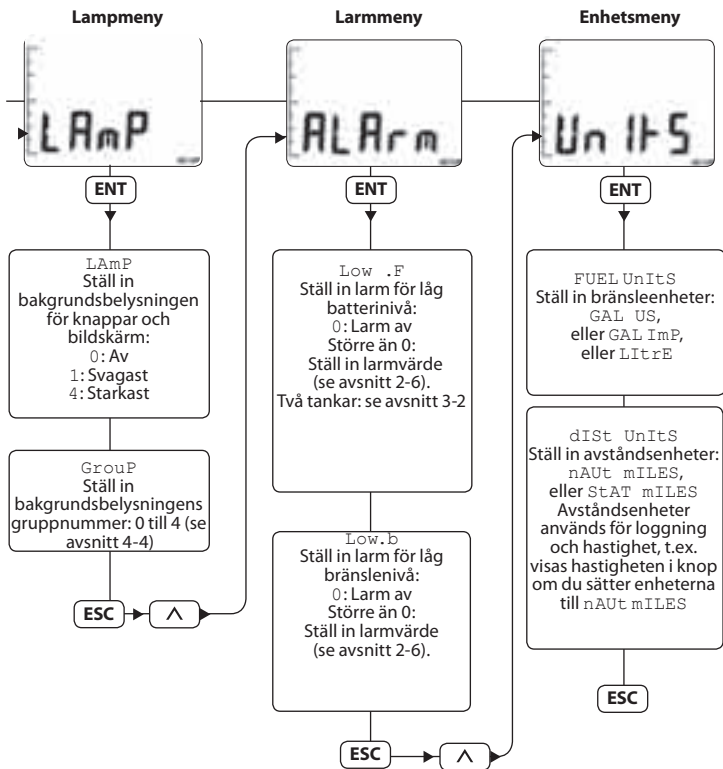 Lampmeny
LAmP
ENT
LAmP
Ställ in
bakgrundsbelysningen
för knappar och
bildskärm:
0: Av
1: Svagast
4: Starkast
GrouP
Ställ in
bakgrundsbelysningens
gruppnummer: 0 till 4 (se
avsnitt 4-4)
ESC
Larmmeny
ALArm
ENT
Low .F
Ställ in larm för låg
batterinivå:
0: Larm av
Större än 0:
Ställ in larmvärde
(se avsnitt 2-6).
Två tankar: se avsnitt 3-2
Low.b
Ställ in larm för låg
bränslenivå:
0: Larm av
Större än 0:
Ställ in larmvärde
(se avsnitt 2-6).
ESC
Enhetsmeny
UnItS
ENT
FUEL UnItS
Ställ in bränsleenheter:
GAL US,
eller GAL ImP,
eller LItrE
dISt UnItS
Ställ in avståndsenheter:
nAUt mILES,
eller StAT mILES
Avståndsenheter
används för loggning
och hastighet, t.ex.
visas hastigheten i knop
om du sätter enheterna
till nAUt mILES
ESC